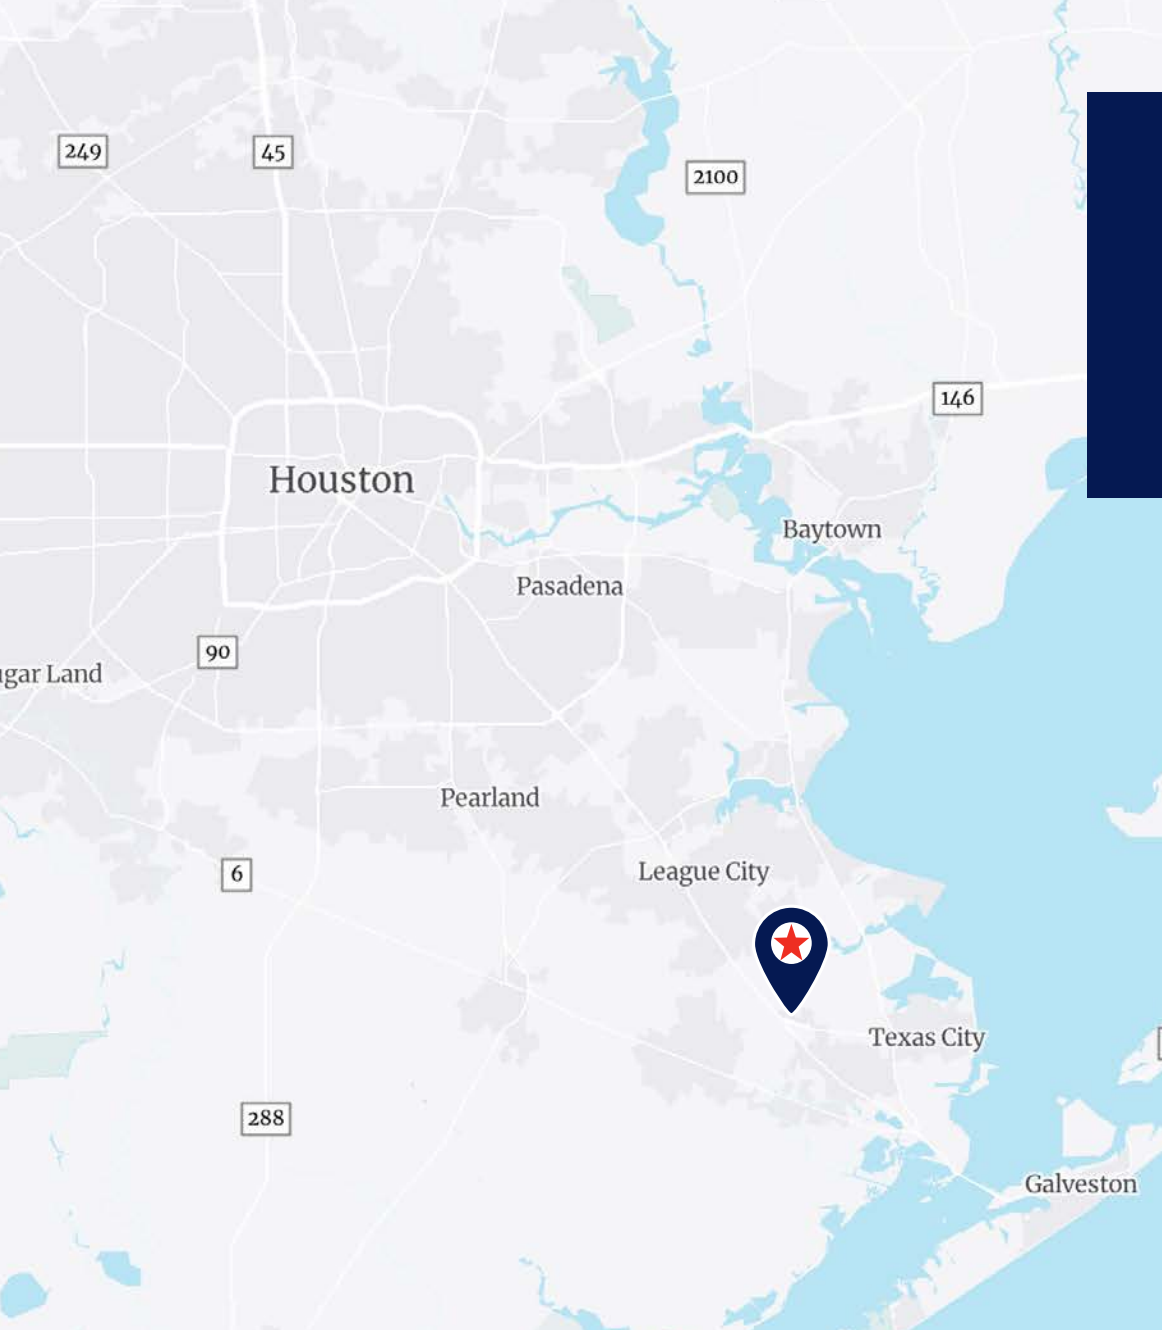 249
45
2100
146
Houston
Baytown
Pasadena
90
gar Land
Pearland
League City
6
Texas City
288
Galveston